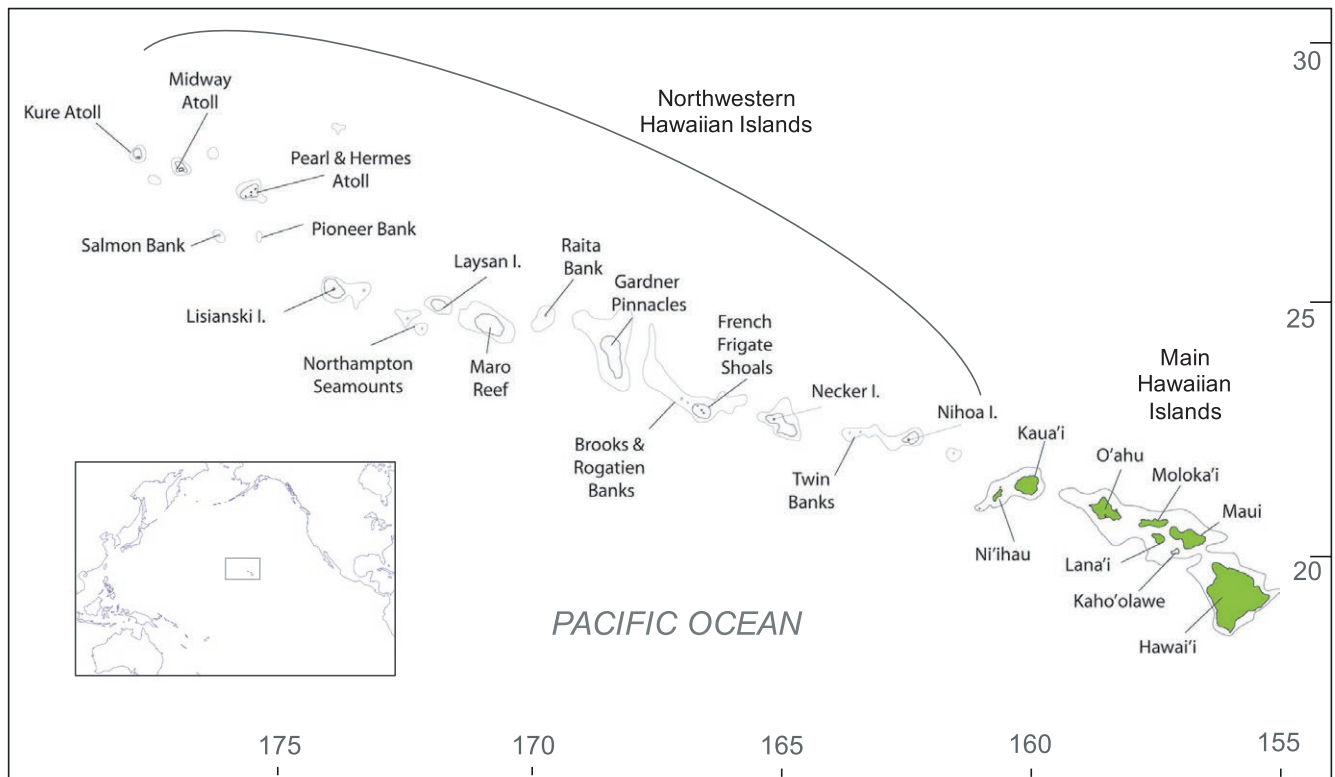 30
Northwestern
Hawaiian Islands
Midway
Atoll
Kure Atoll
Pearl & Hermes
Atoll
Salmon Bank
Pioneer Bank
Lisianski I.
Laysan I.
Raita
Bank
Gardner
Pinnacles
Northampton
Seamounts
Maro
Reef
French
Frigate
Shoals
25
Necker I.
Nihoa I.
Main
Hawaiian
Islands
Brooks &
Rogatien
Banks
Twin
Banks
Kaua‘i
O‘ahu
Moloka‘i
Maui
Ni‘ihau
Lana‘i
Kaho‘olawe
Hawai‘i
20
PACIFIC OCEAN
175
170
165
160
155